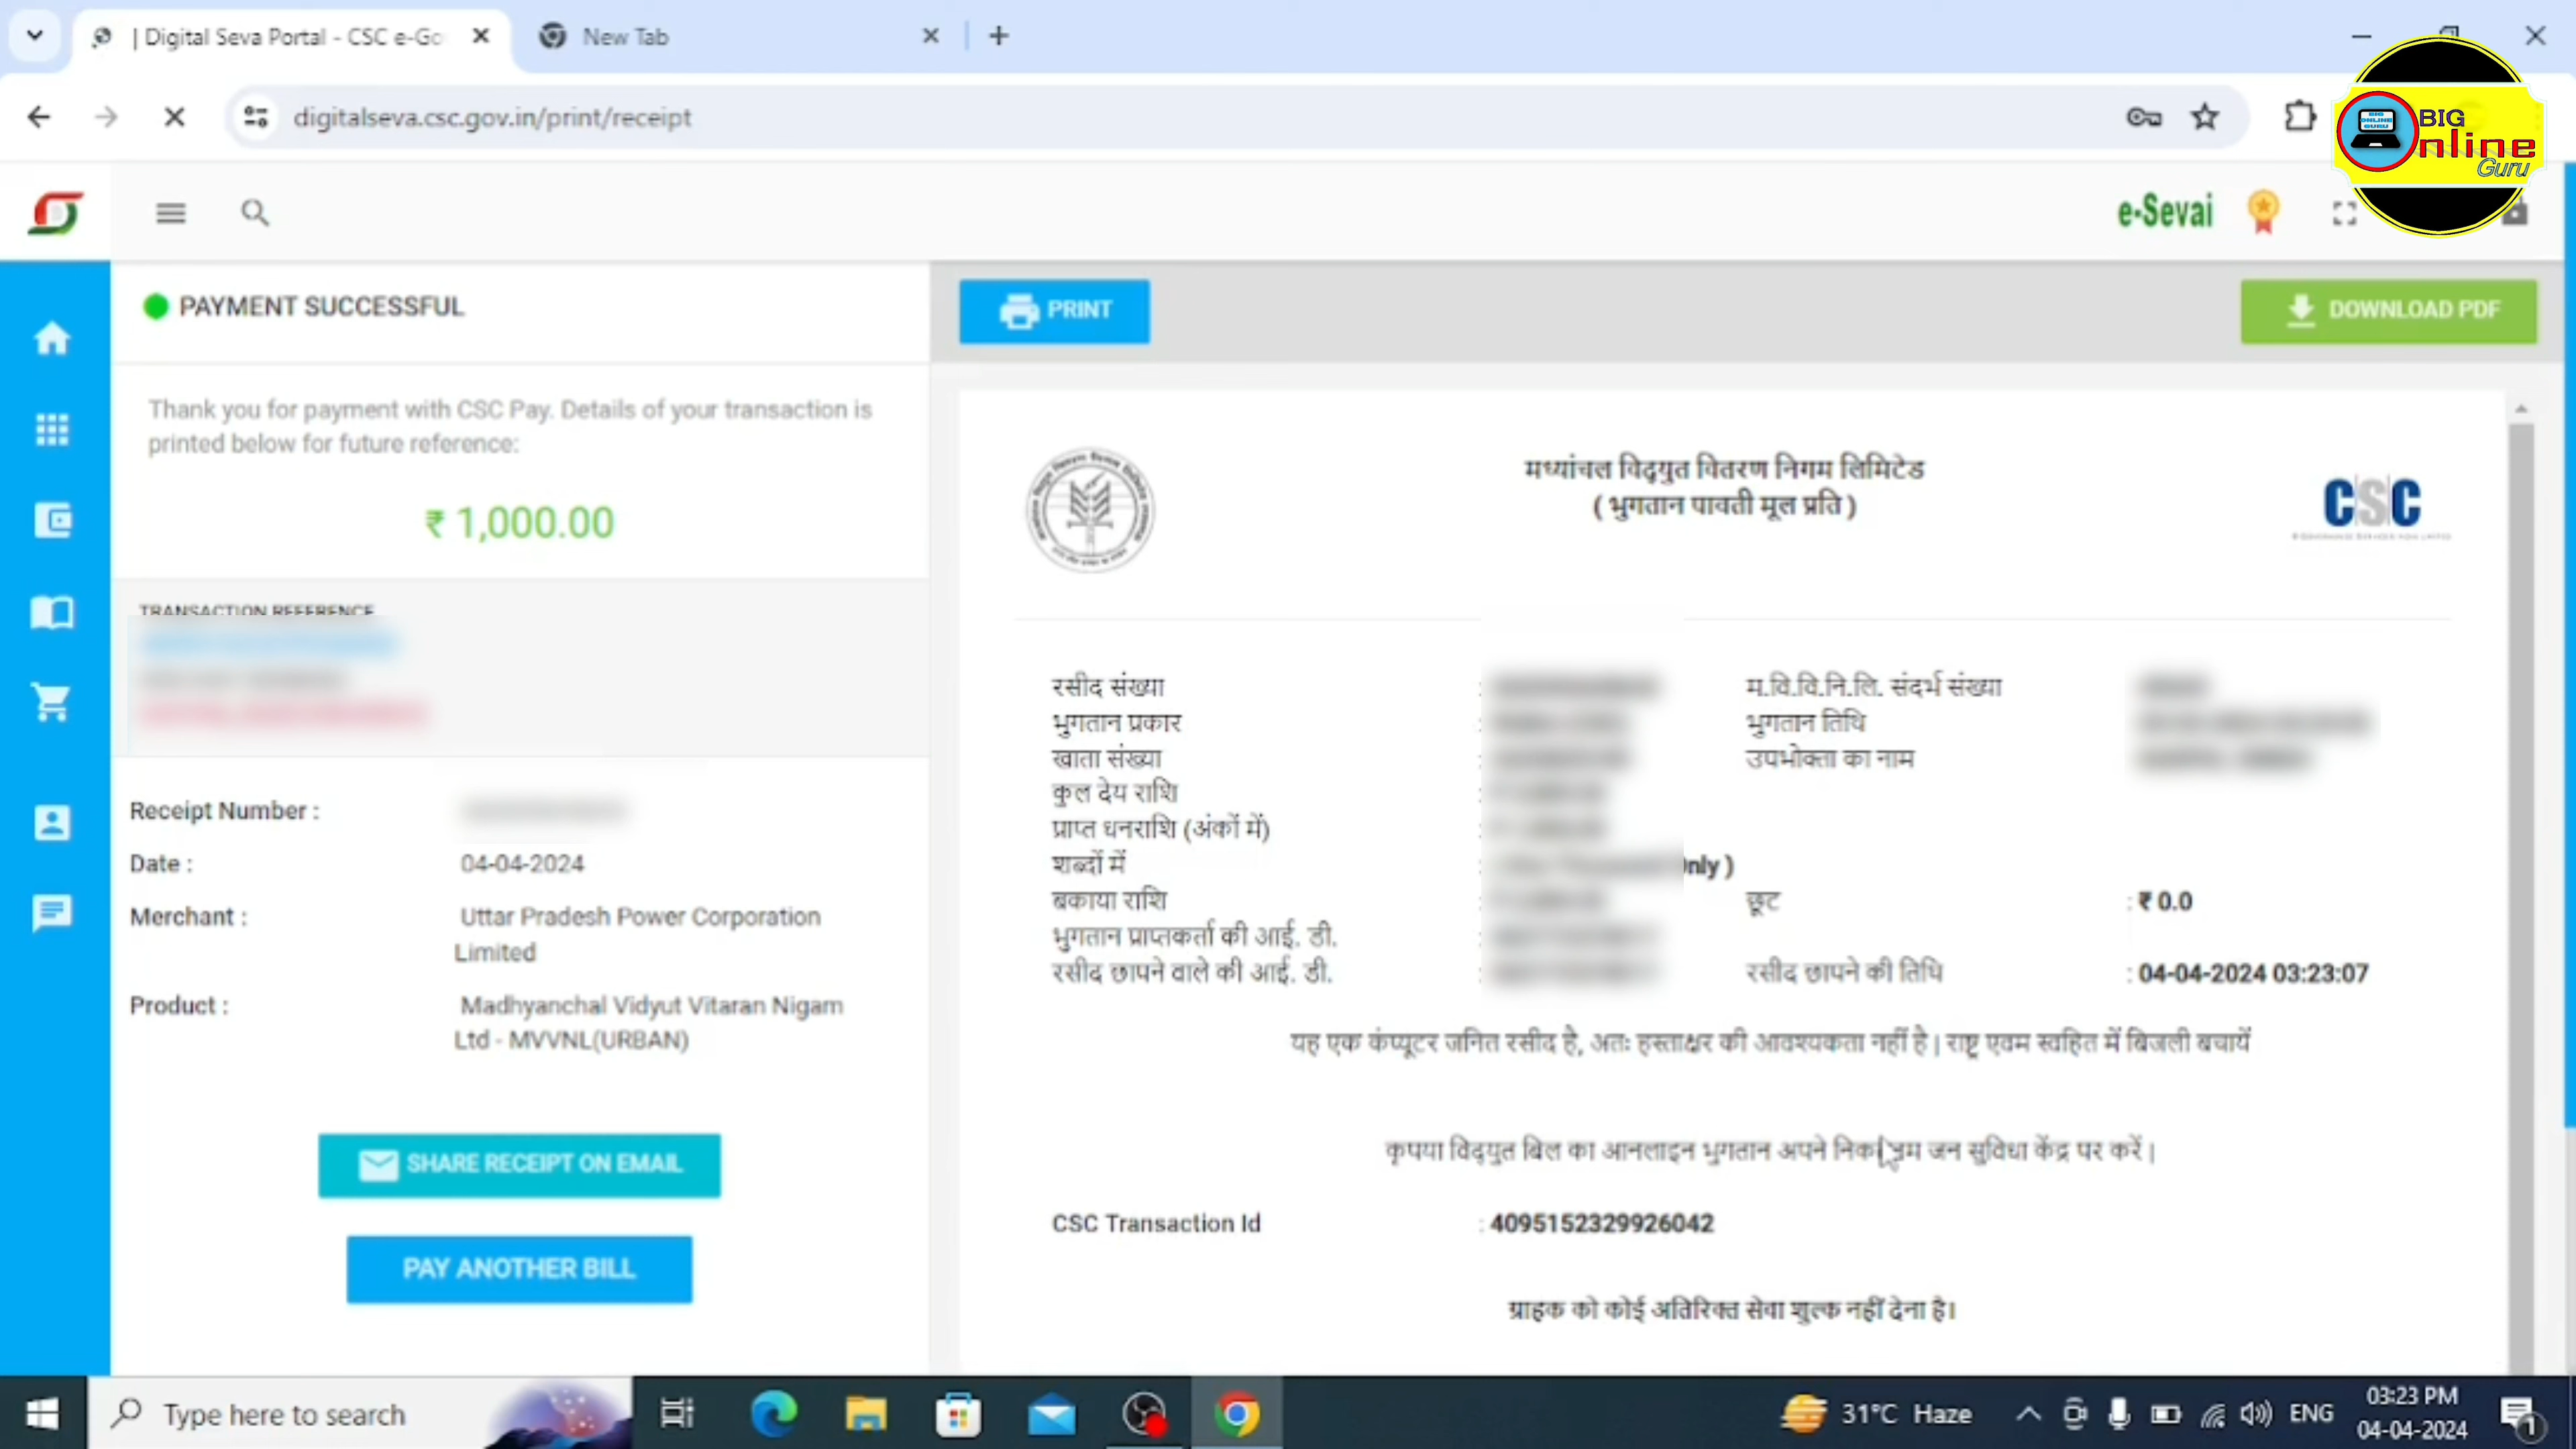 | Digital Seva Portal - CSC e-Go
New Tab
digitalseva.csc.gov.in/print/receipt
BIG
Online
Guru
e-Sevai
PAYMENT SUCCESSFUL
PRINT
DOWNLOAD PDF
Thank you for payment with CSC Pay. Details of your transaction is
printed below for future reference:
₹ 1,000.00
TRANSACTION REFERENCE
Receipt Number :
Date : 04-04-2024
Merchant : Uttar Pradesh Power Corporation
Limited
Product : Madhyanchal Vidyut Vitaran Nigam
Ltd - MVVNL(URBAN)
SHARE RECEIPT ON EMAIL
PAY ANOTHER BILL
मध्यांचल विद्युत वितरण निगम लिमिटेड
( भुगतान पावती मूल प्रति )
CSC
रसीद संख्या : म.वि.वि.नि.लि. संदर्भ संख्या
भुगतान प्रकार : भुगतान तिथि
खाता संख्या : उपभोक्ता का नाम
कुल देय राशि :
प्राप्त धनराशि (अंकों में) :
शब्दों में : Only )
बकाया राशि : छूट : ₹ 0.0
भुगतान प्राप्तकर्ता की आई. डी. :
रसीद छापने वाले की आई. डी. : रसीद छापने की तिथि : 04-04-2024 03:23:07
यह एक कंप्यूटर जनित रसीद है, अतः हस्ताक्षर की आवश्यकता नहीं है | राष्ट्र एवम स्वहित में बिजली बचायें
कृपया विद्युत बिल का आनलाइन भुगतान अपने जन सुविधा केंद्र पर करें |
CSC Transaction Id : 4095152329926042
ग्राहक को कोई अतिरिक्त सेवा शुल्क नहीं देना है।
Type here to search
31°C Haze
ENG
03:23 PM
04-04-2024
1